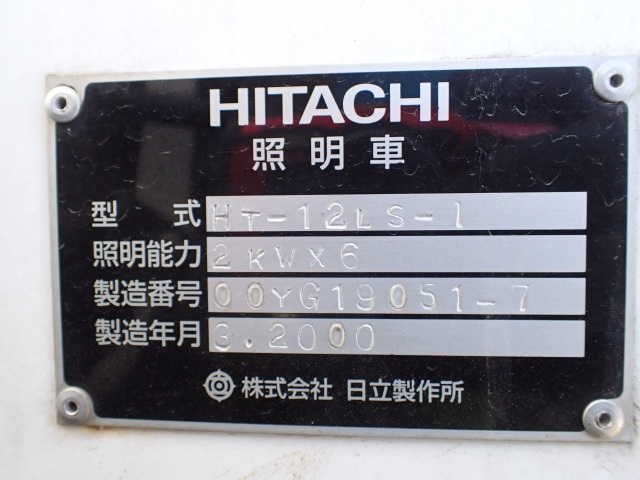 HITACHI
照明車
型式 HT-12LS-1
照明能力 2KWX6
製造番号 00YG19051-7
製造年月 3.2000
株式会社 日立製作所